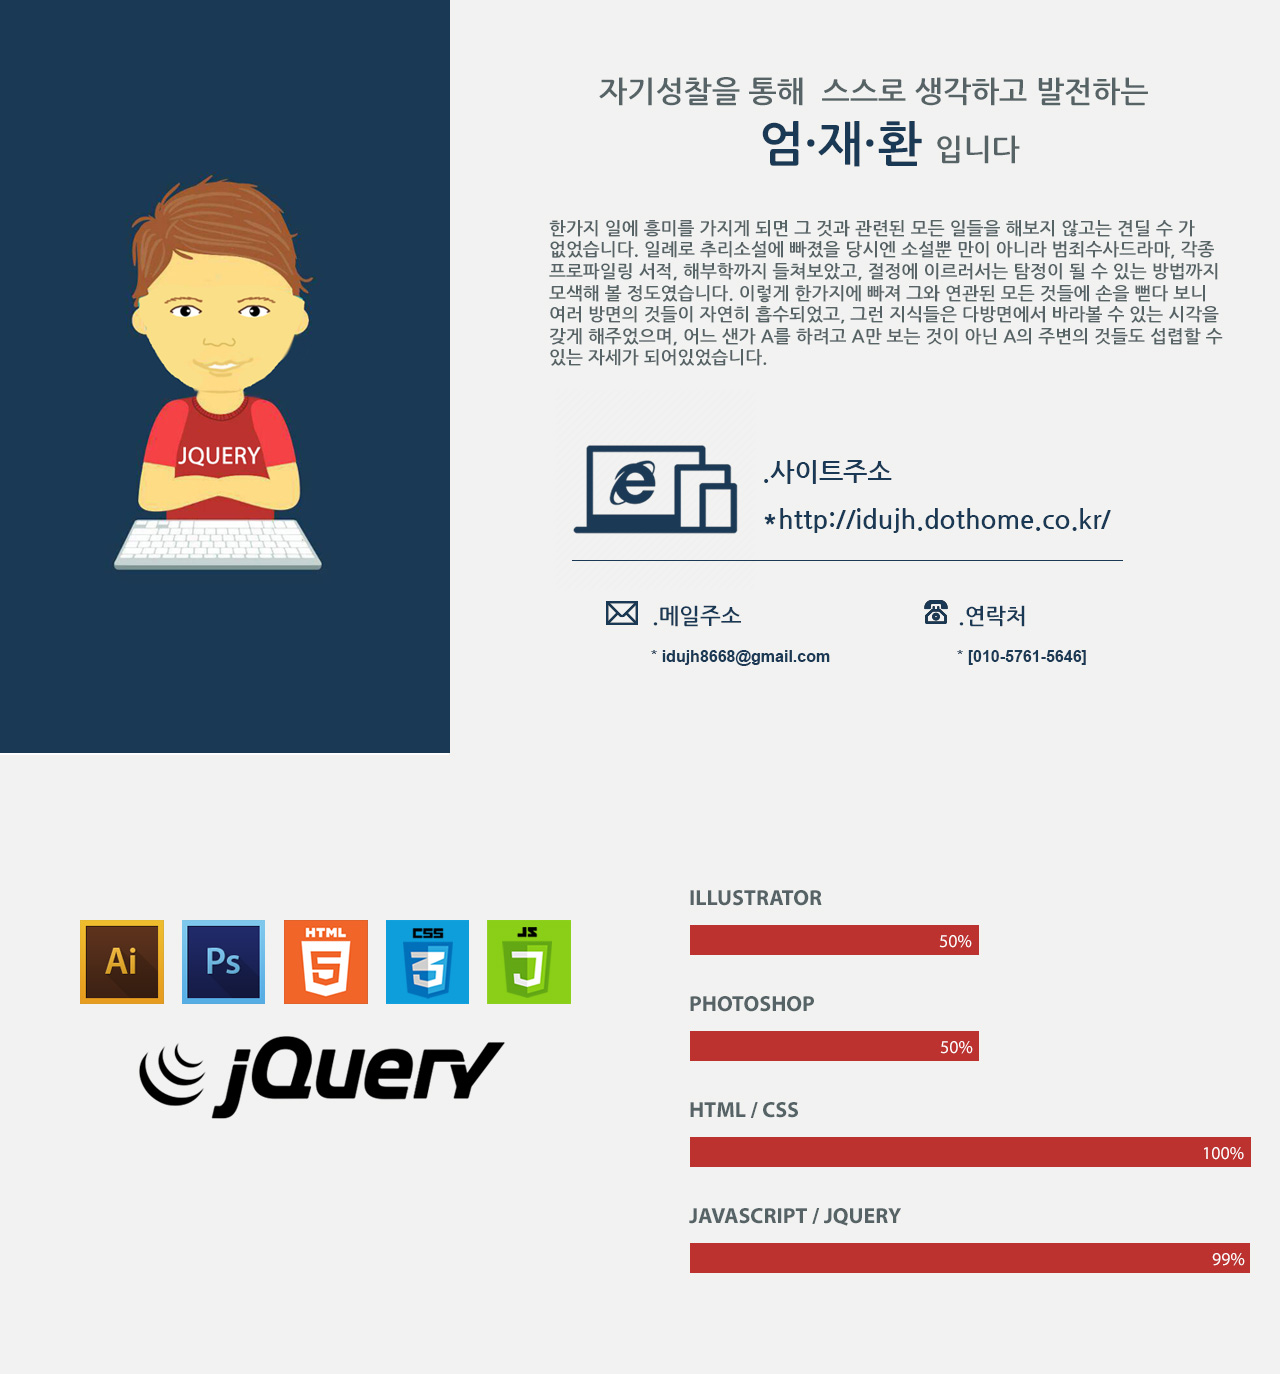 자기성찰을 통해 스스로 생각하고 발전하는
엄·재·환 입니다
한가지 일에 흥미를 가지게 되면 그 것과 관련된 모든 일들을 해보지 않고는 견딜 수 가
없었습니다. 일례로 추리소설에 빠졌을 당시엔 소설뿐 만이 아니라 범죄수사드라마, 각종
프로파일링 서적, 해부학까지 들쳐보았고, 절정에 이르러서는 탐정이 될 수 있는 방법까지
모색해 볼 정도였습니다. 이렇게 한가지에 빠져 그와 연관된 모든 것들에 손을 뻗다 보니
여러 방면의 것들이 자연히 흡수되었고, 그런 지식들은 다방면에서 바라볼 수 있는 시각을
갖게 해주었으며, 어느 샌가 A를 하려고 A만 보는 것이 아닌 A의 주변의 것들도 섭렵할 수
있는 자세가 되어있었습니다.
JQUERY
.사이트주소
*http://idujh.dothome.co.kr/
.메일주소
* idujh8668@gmail.com
.연락처
* [010-5761-5646]
Ai
Ps
HTML
5
CSS
3
JS
jQuery
ILLUSTRATOR
50%
PHOTOSHOP
50%
HTML / CSS
100%
JAVASCRIPT / JQUERY
99%